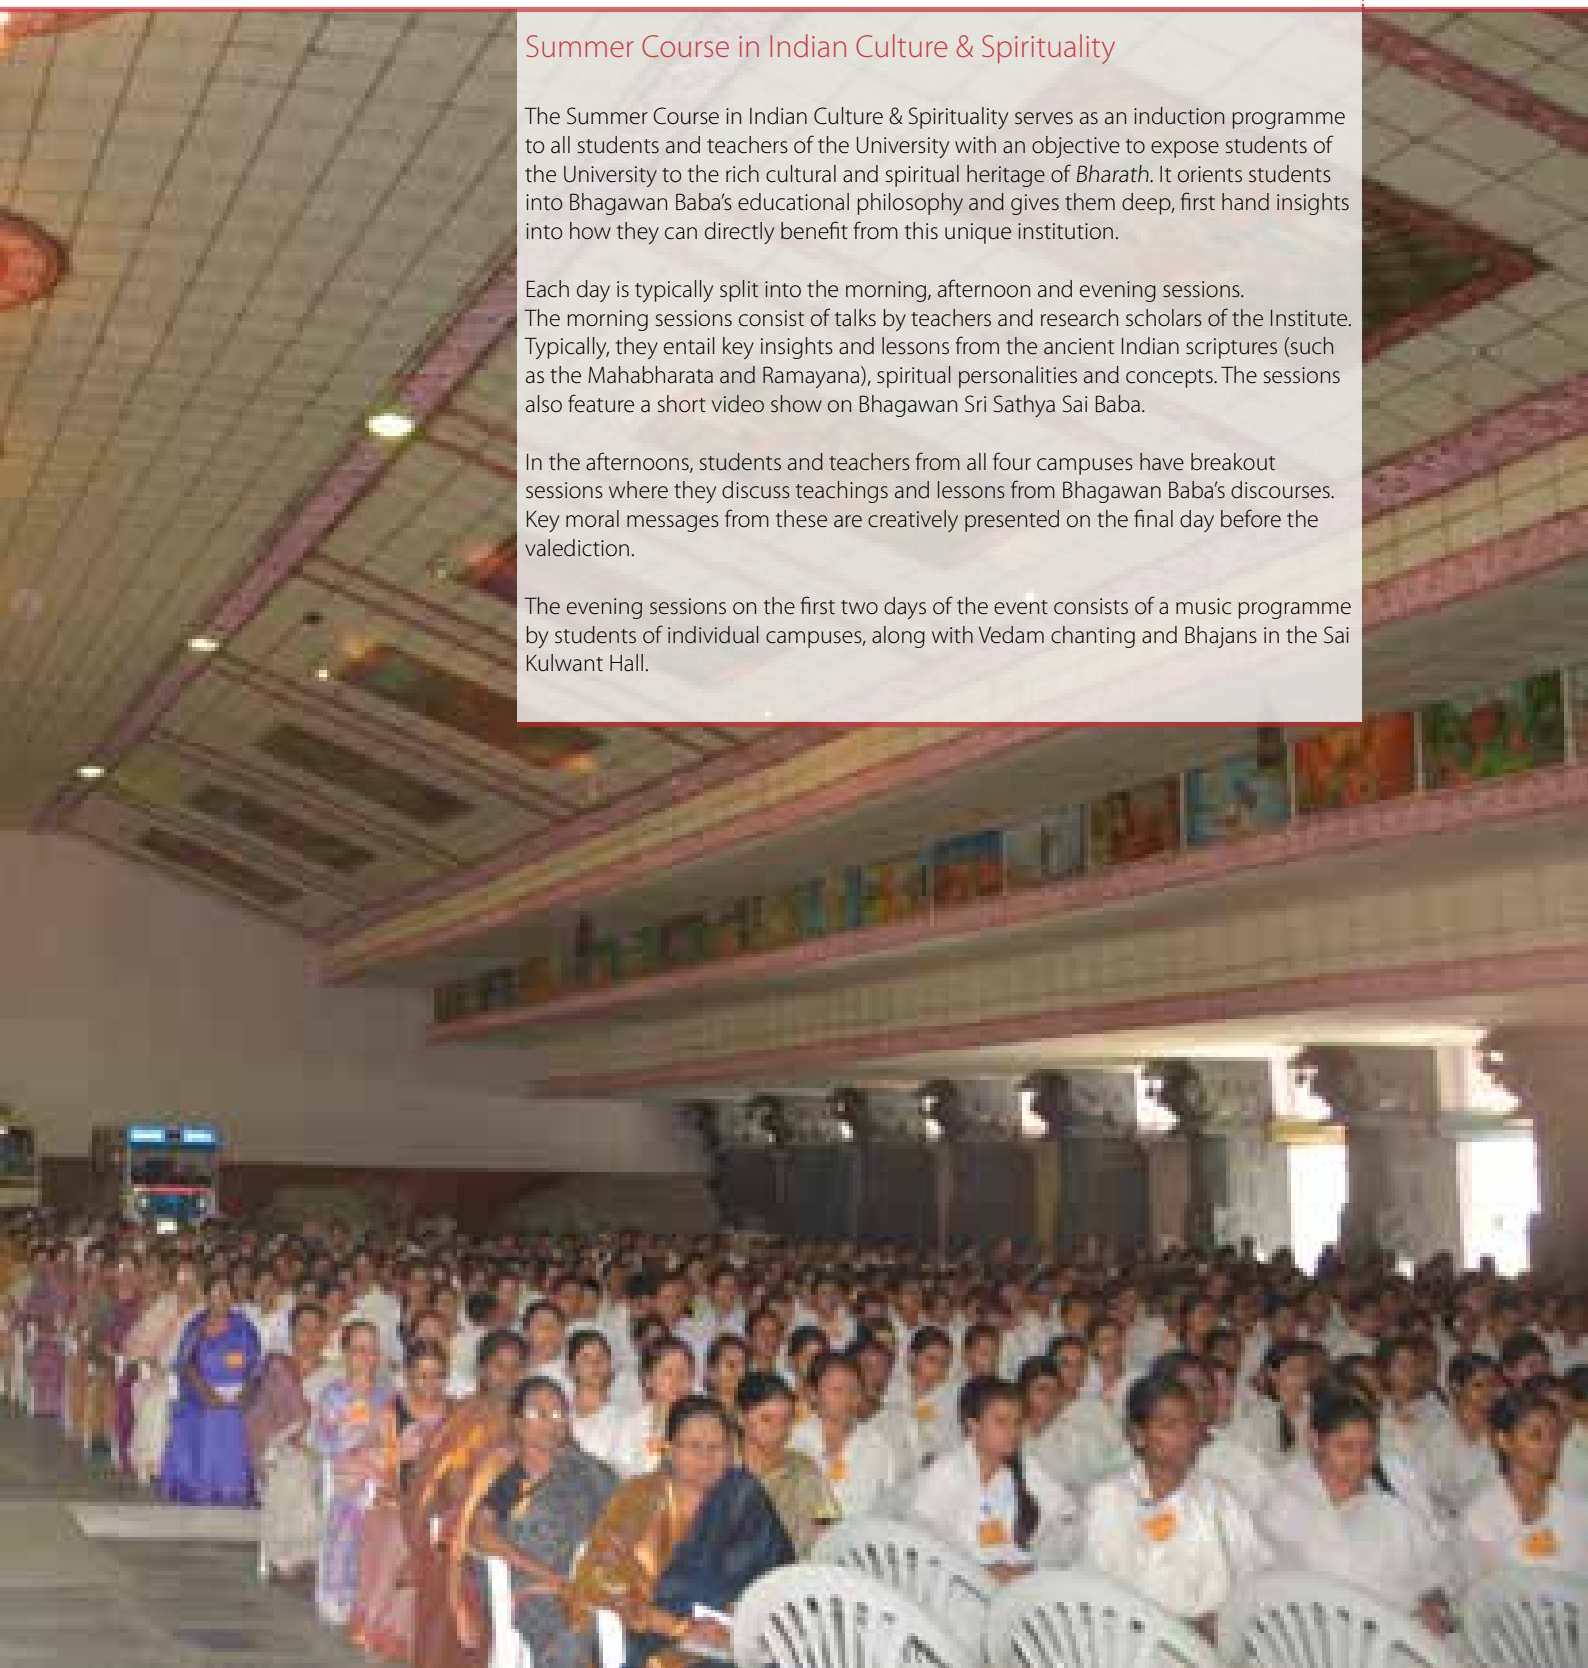 Summer Course in Indian Culture & Spirituality
The Summer Course in Indian Culture & Spirituality serves as an induction programme
to all students and teachers of the University with an objective to expose students of
the University to the rich cultural and spiritual heritage of Bharath. It orients students
into Bhagawan Baba's educational philosophy and gives them deep, first hand insights
into how they can directly benefit from this unique institution.
Each day is typically split into the morning, afternoon and evening sessions.
The morning sessions consist of talks by teachers and research scholars of the Institute.
Typically, they entail key insights and lessons from the ancient Indian scriptures (such
as the Mahabharata and Ramayana), spiritual personalities and concepts. The sessions
also feature a short video show on Bhagawan Sri Sathya Sai Baba.
In the afternoons, students and teachers from all four campuses have breakout
sessions where they discuss teachings and lessons from Bhagawan Baba's discourses.
Key moral messages from these are creatively presented on the final day before the
valediction.
The evening sessions on the first two days of the event consists of a music programme
by students of individual campuses, along with Vedam chanting and Bhajans in the Sai
Kulwant Hall.